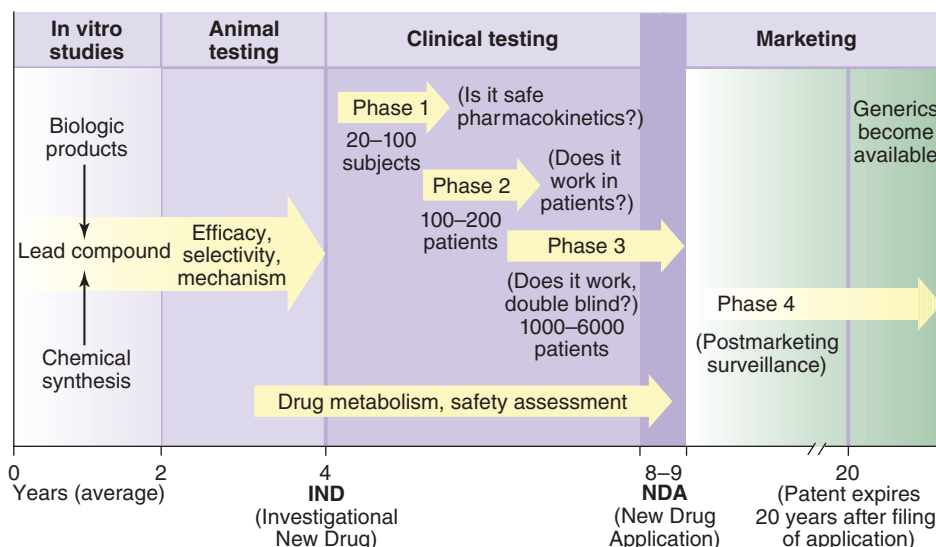 In vitro
studies
Animal
testing
Clinical testing
Marketing
Biologic
products
Lead compound
Chemical
synthesis
Efficacy,
selectivity,
mechanism
Phase 1
(Is it safe
pharmacokinetics?)
20–100
subjects
Phase 2
(Does it
work in
patients?)
100–200
patients
Phase 3
(Does it work,
double blind?)
1000–6000
patients
Drug metabolism, safety assessment
Generics
become
available
Phase 4
(Postmarketing
surveillance)
0
2
4
8–9
20
Years (average)
IND
(Investigational
New Drug)
NDA
(New Drug
Application)
(Patent expires
20 years after filing
of application)